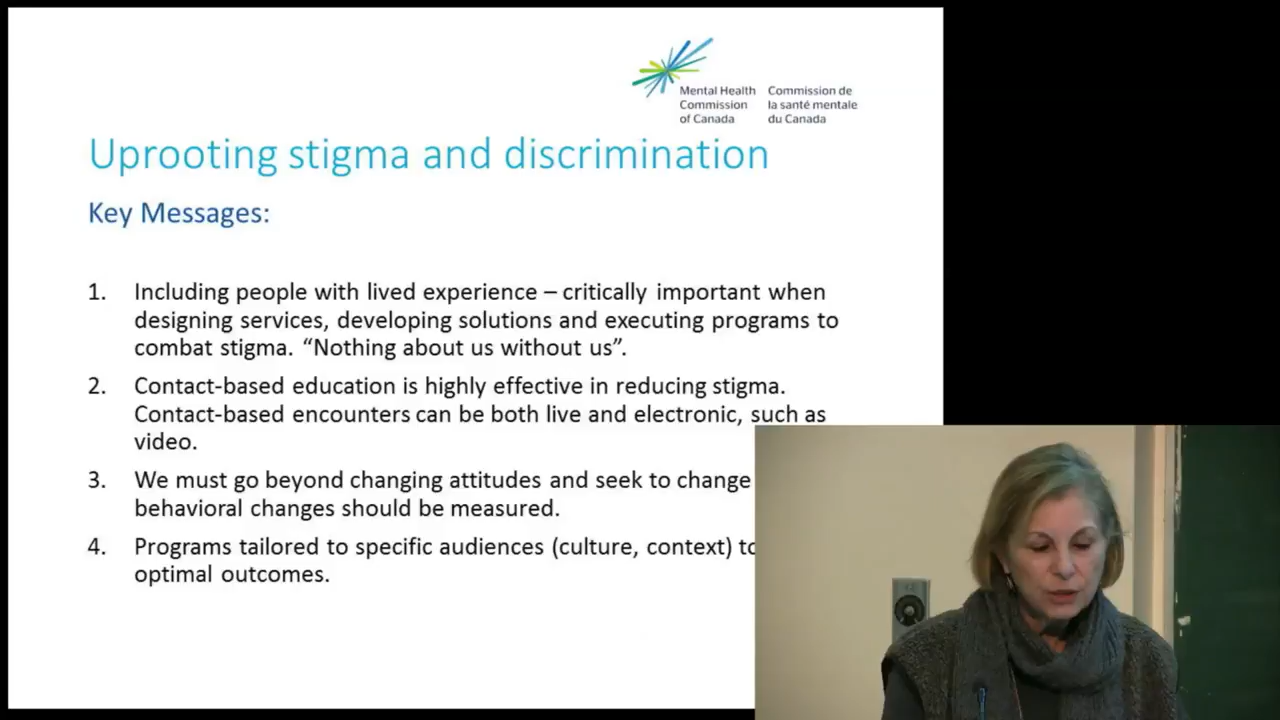 Mental Health Commission de
Commission la santé mentale
of Canada du Canada
Uprooting stigma and discrimination
Key Messages:
1. Including people with lived experience – critically important when
designing services, developing solutions and executing programs to
combat stigma. “Nothing about us without us”.
2. Contact-based education is highly effective in reducing stigma.
Contact-based encounters can be both live and electronic, such as
video.
3. We must go beyond changing attitudes and seek to change
behavioral changes should be measured.
4. Programs tailored to specific audiences (culture, context)
optimal outcomes.